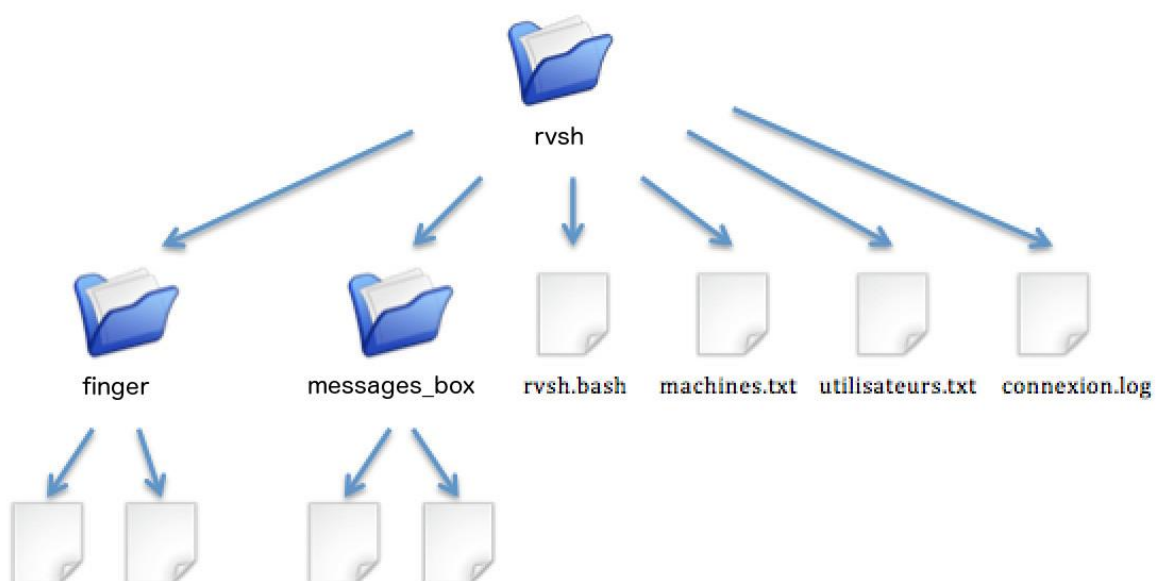 rvsh
finger
messages_box
rvsh.bash
machines.txt
utilisateurs.txt
connexion.log